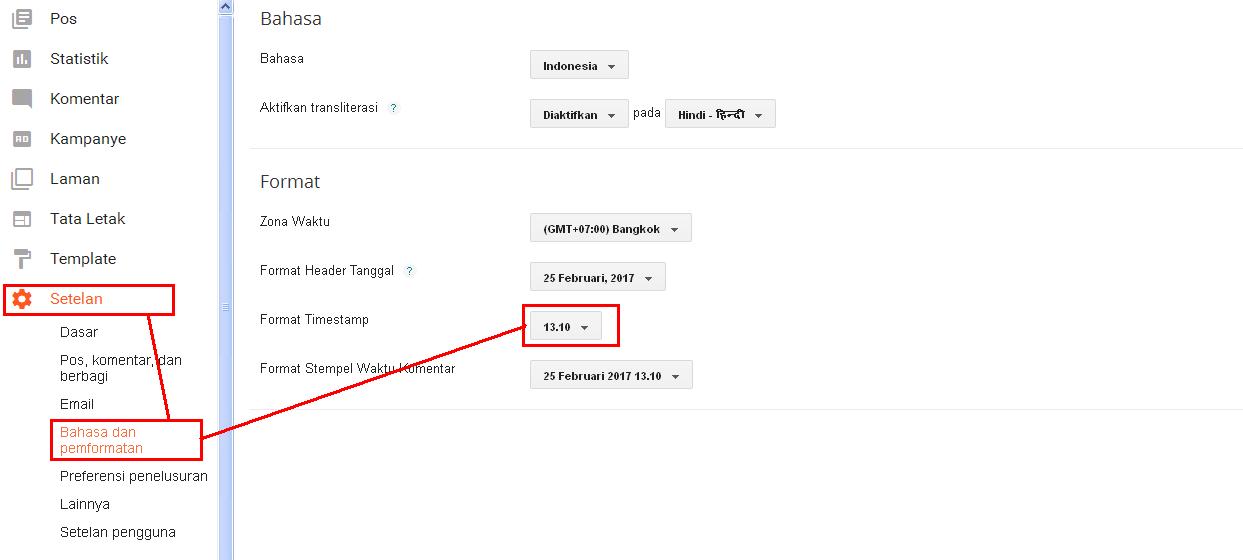 Pos
Statistik
Komentar
Kampanye
Laman
Tata Letak
Template
Setelan
Dasar
Pos, komentar, dan
berbagi
Email
Bahasa dan
pemformatan
Preferensi penelusuran
Lainnya
Setelan pengguna
Bahasa
Bahasa
Indonesia
Aktifkan transliterasi ?
Diaktifkan pada Hindi - हिन्दी
Format
Zona Waktu
(GMT+07:00) Bangkok
Format Header Tanggal ?
25 Februari, 2017
Format Timestamp
13.10
Format Stempel Waktu Komentar
25 Februari 2017 13.10